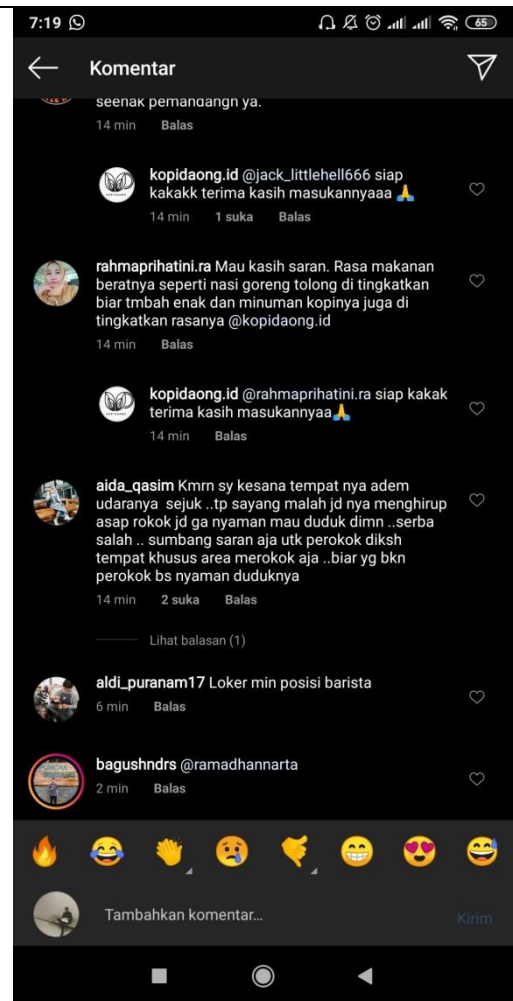 7:19
65
Komentar
seenak pemandangn ya.
14 min Balas
kopidaong.id @jack_littlehell666 siap
kakakk terima kasih masukannyaaa 🙏
14 min 1 suka Balas
rahmaprihatini.ra Mau kasih saran. Rasa makanan
beratnya seperti nasi goreng tolong di tingkatkan
biar tmbah enak dan minuman kopinya juga di
tingkatkan rasanya @kopidaong.id
14 min Balas
kopidaong.id @rahmaprihatini.ra siap kakak
terima kasih masukannyaa🙏
14 min Balas
aida_qasim Kmrn sy kesana tempat nya adem
udaranya sejuk ..tp sayang malah jd nya menghirup
asap rokok jd ga nyaman mau duduk dimn ..serba
salah .. sumbang saran aja utk perokok diksh
tempat khusus area merokok aja ..biar yg bkn
perokok bs nyaman duduknya
14 min 2 suka Balas
Lihat balasan (1)
aldi_puranam17 Loker min posisi barista
6 min Balas
bagushndrs @ramadhannarta
2 min Balas
Tambahkan komentar... Kirim